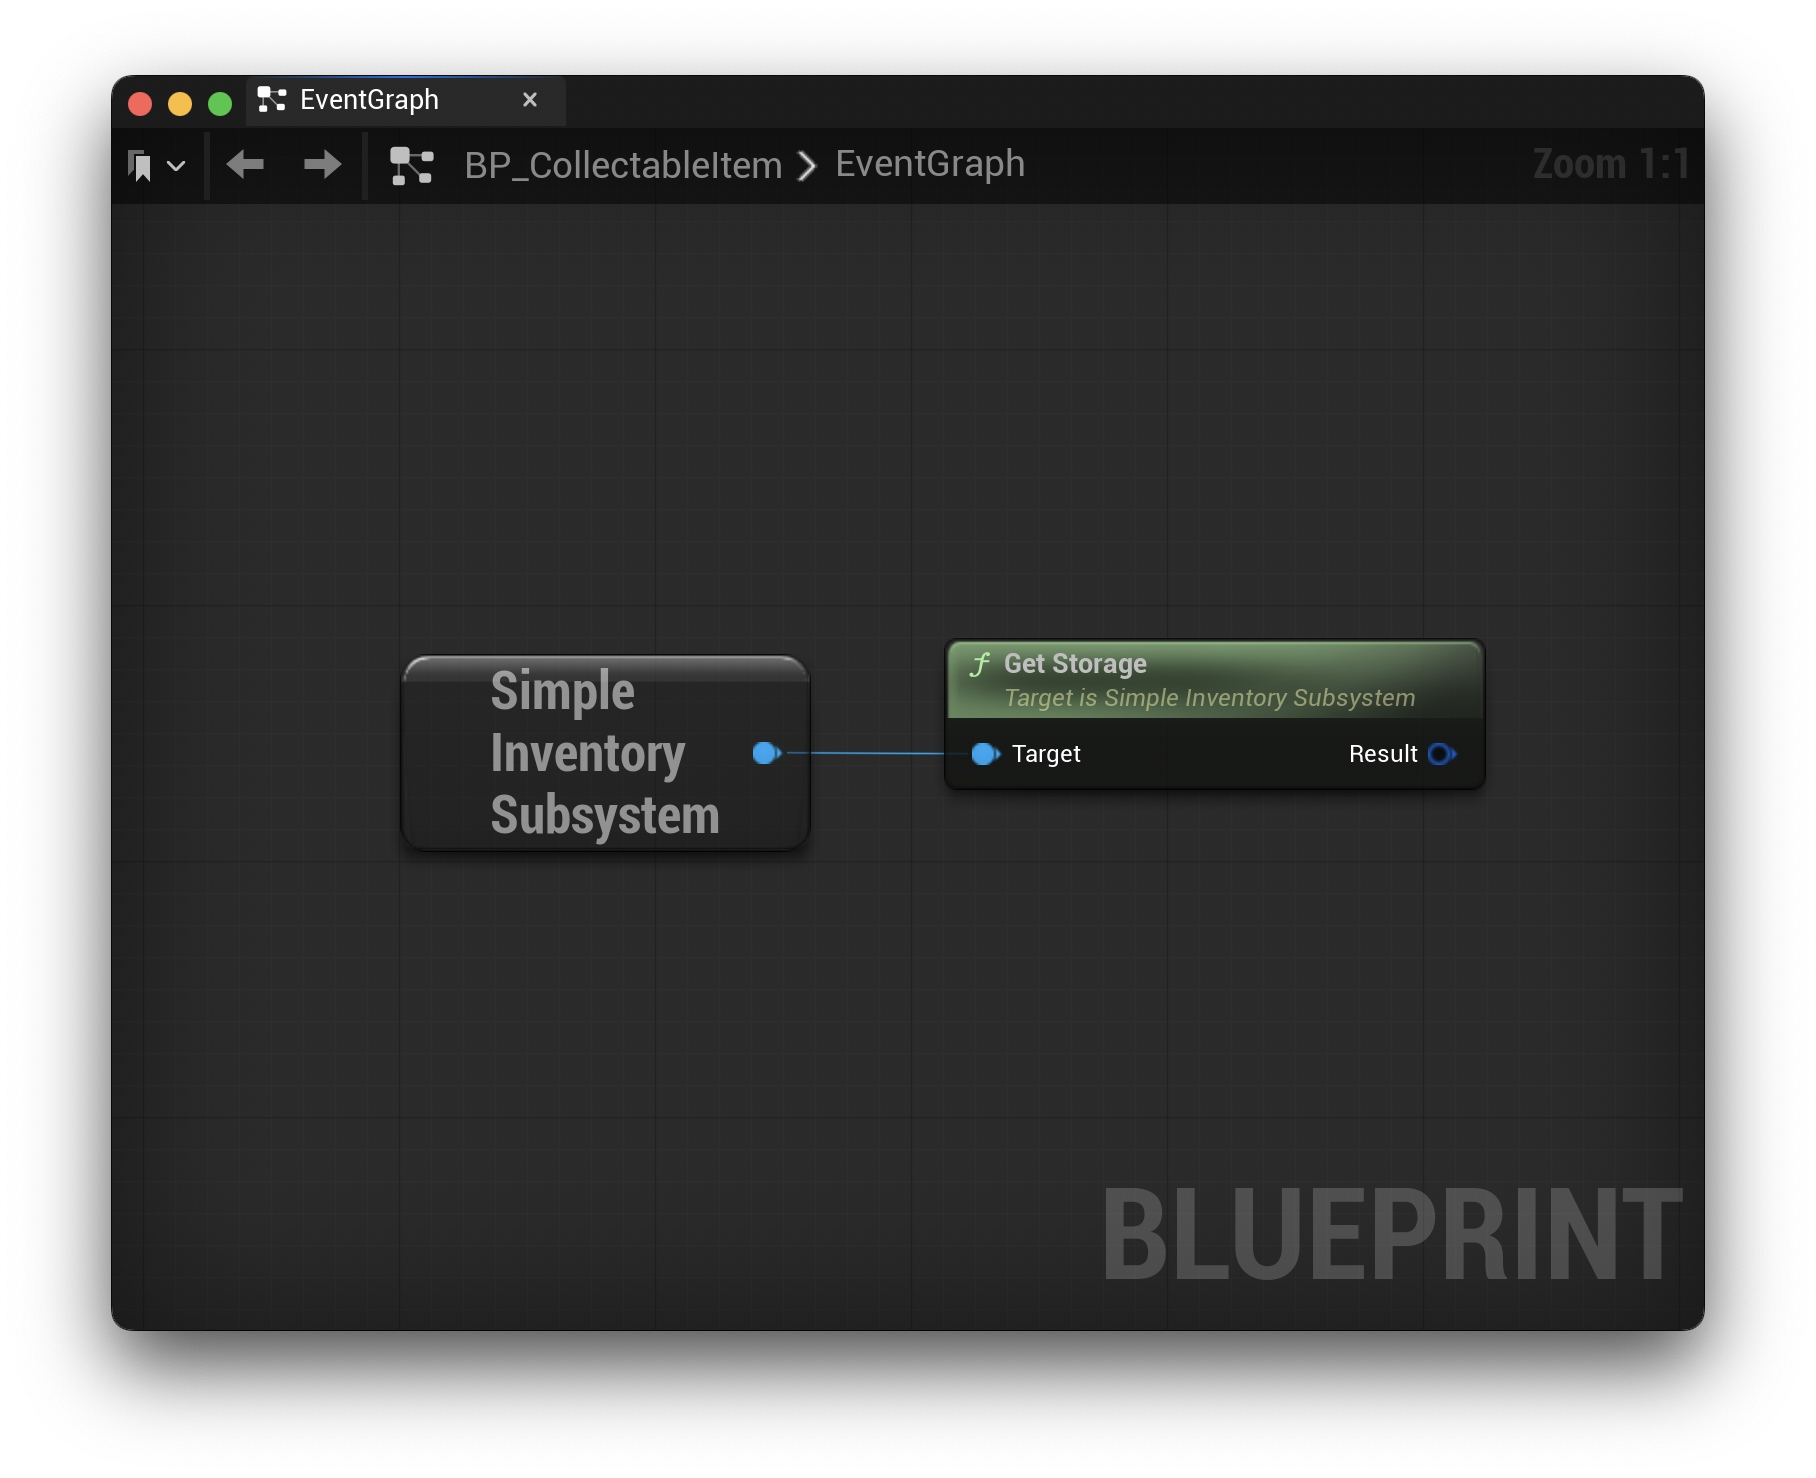 EventGraph
BP_CollectableItem
EventGraph
Zoom 1:1
Simple
Inventory
Subsystem
Get Storage
Target is Simple Inventory Subsystem
Target
Result
BLUEPRINT